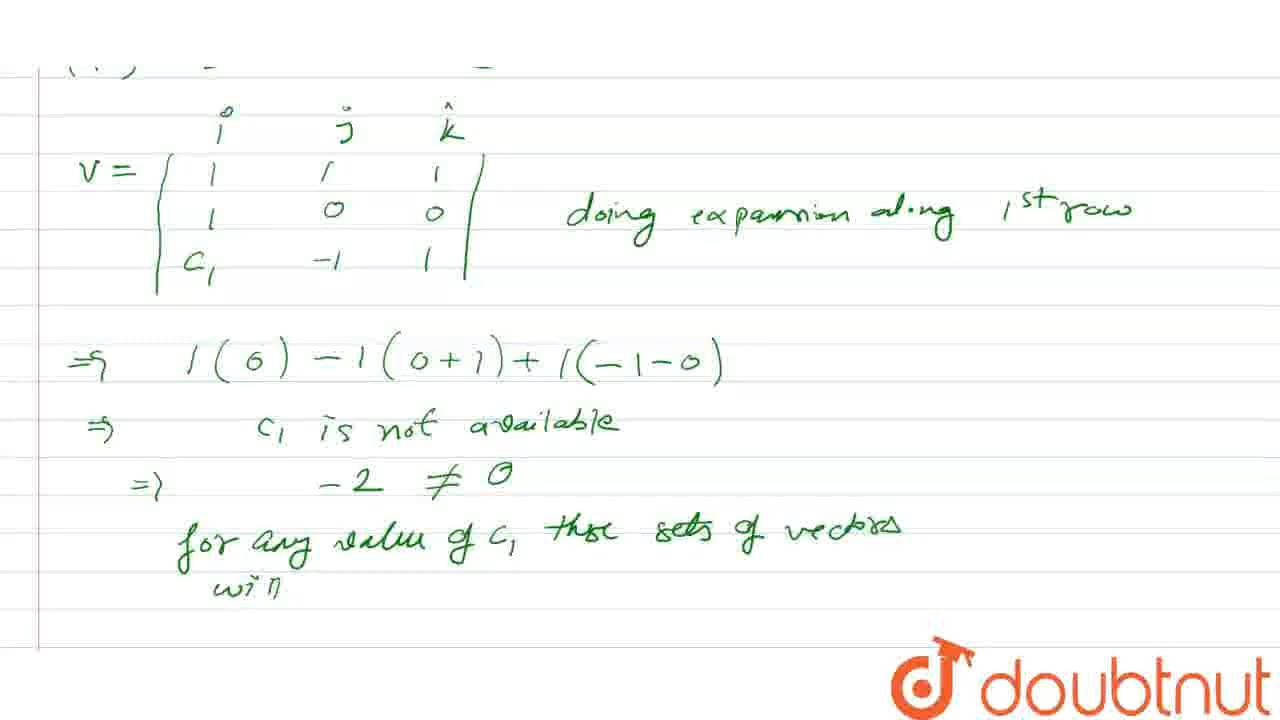 î ĵ k̂
V = | 1 1 1 |
| 1 0 0 | doing expansion along 1st row
| C₁ -1 1 |
⇒ 1(0) - 1(0+1) + 1(-1-0)
⇒ C₁ is not available
⇒ -2 ≠ 0
for any value of C₁ these sets of vectors
will
doubtnut